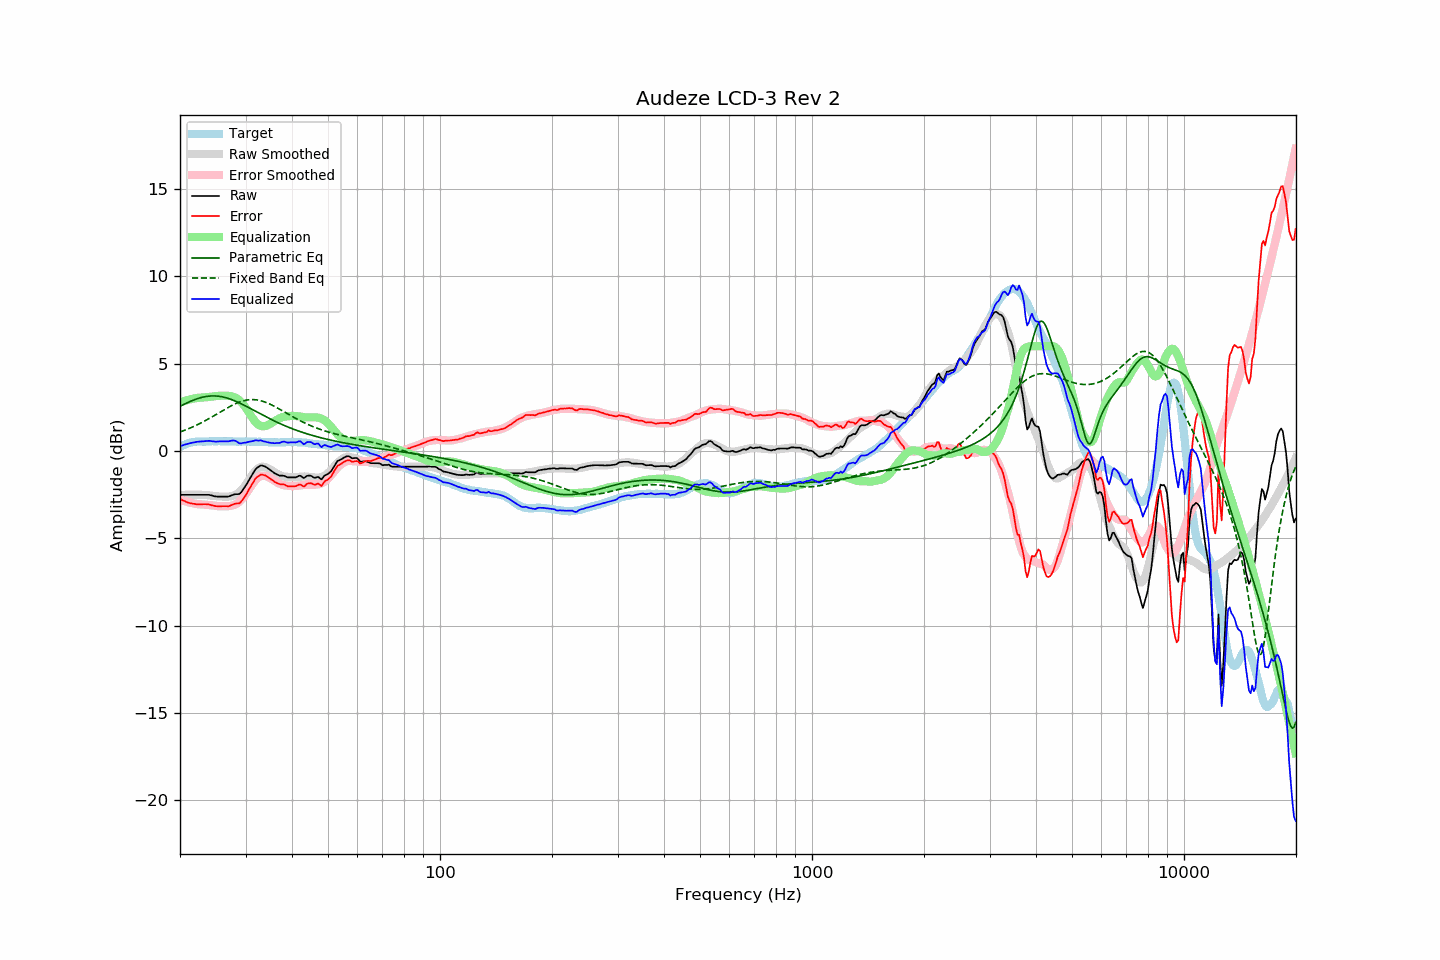 Audeze LCD-3 Rev 2
Target
Raw Smoothed
Error Smoothed
Raw
Error
Equalization
Parametric Eq
Fixed Band Eq
Equalized
15
10
5
0
−5
−10
−15
−20
Amplitude (dBr)
100
1000
10000
Frequency (Hz)